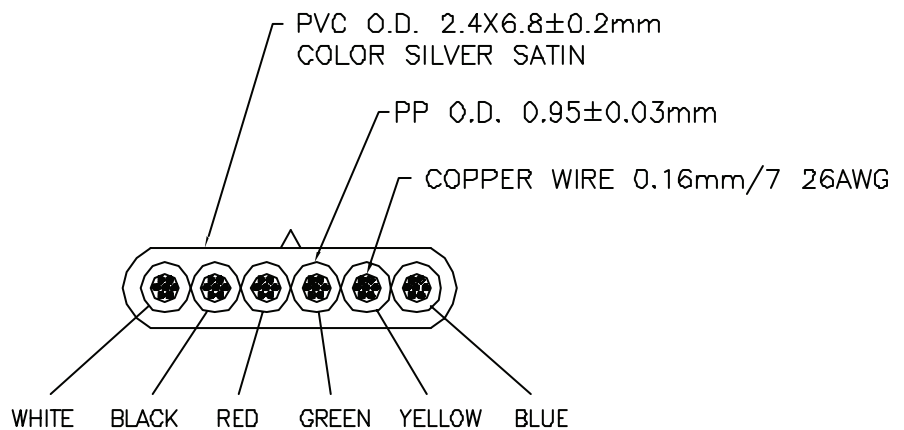 PVC O.D. 2.4X6.8±0.2mm
COLOR SILVER SATIN
PP O.D. 0.95±0.03mm
COPPER WIRE 0.16mm/7 26AWG
WHITE BLACK RED GREEN YELLOW BLUE